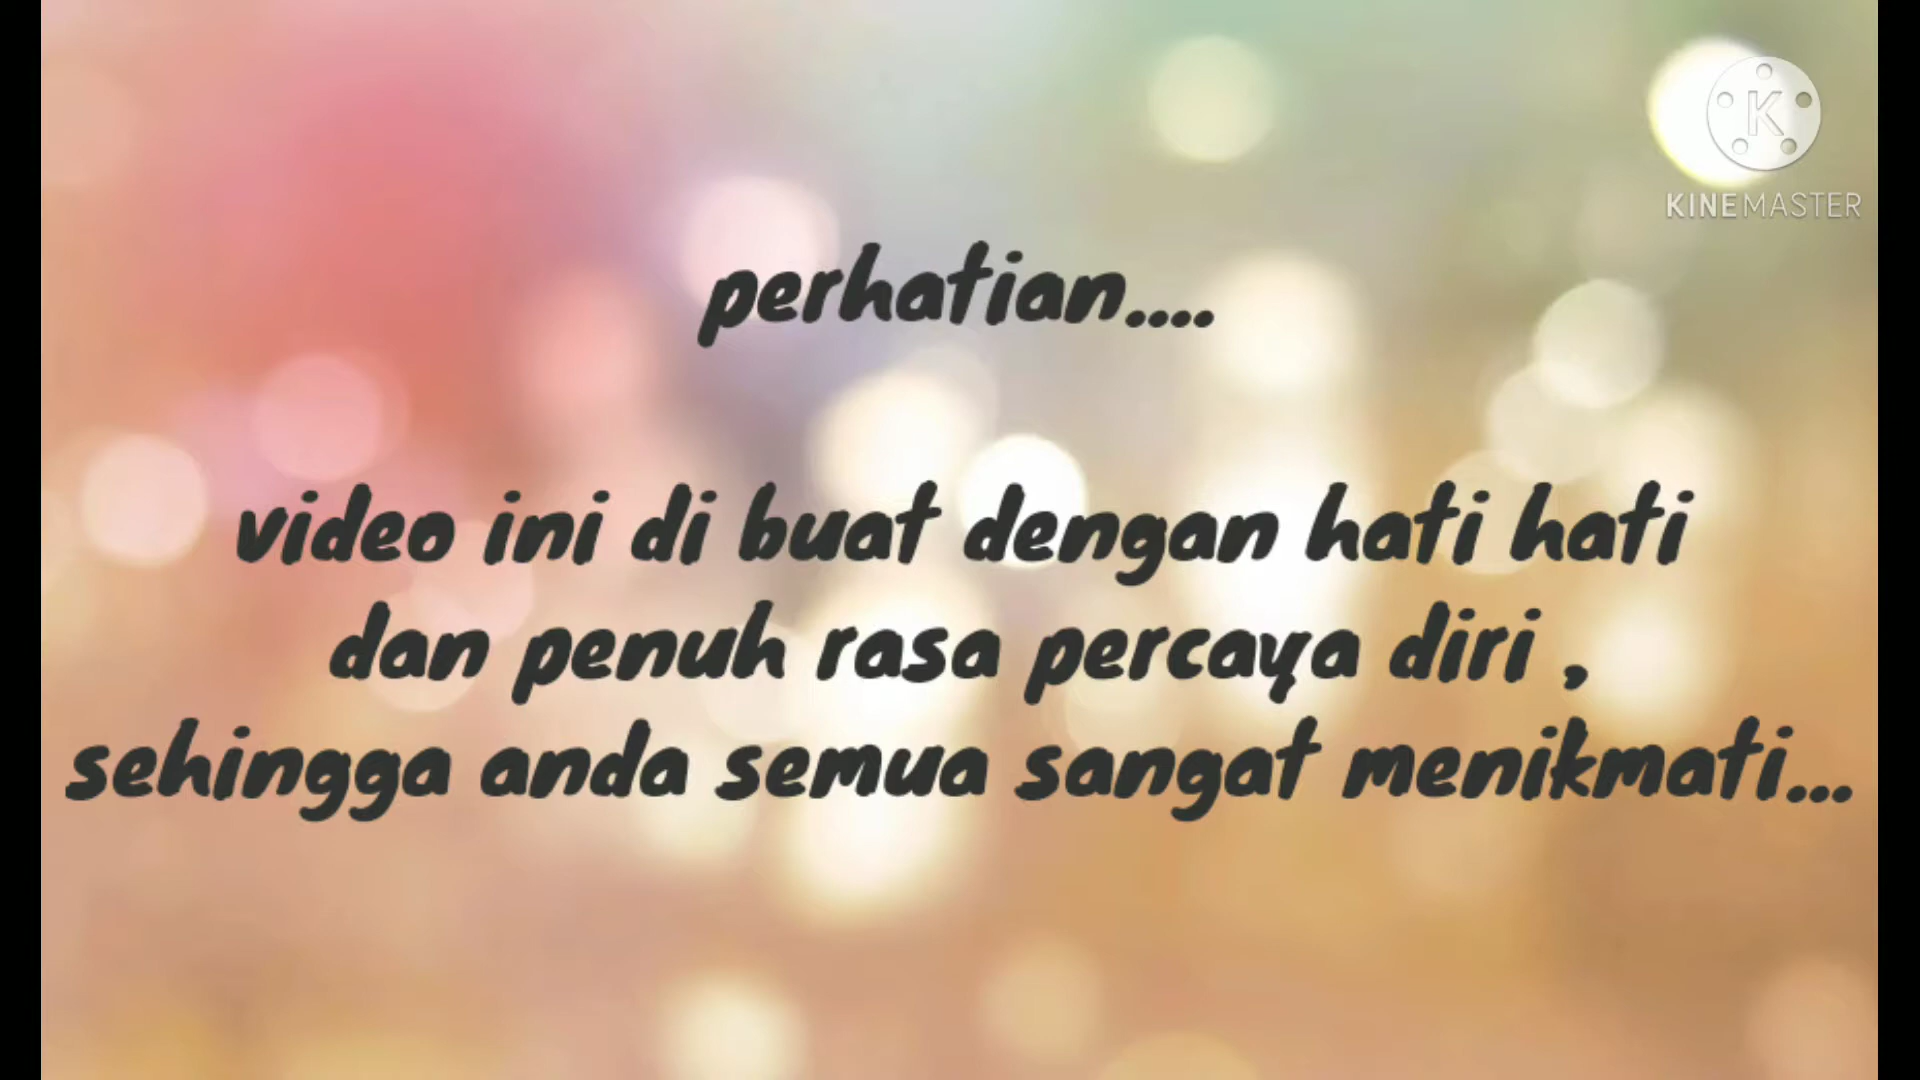 K
KINEMASTER
perhatian....
video ini di buat dengan hati hati
dan penuh rasa percaya diri ,
sehingga anda semua sangat menikmati...